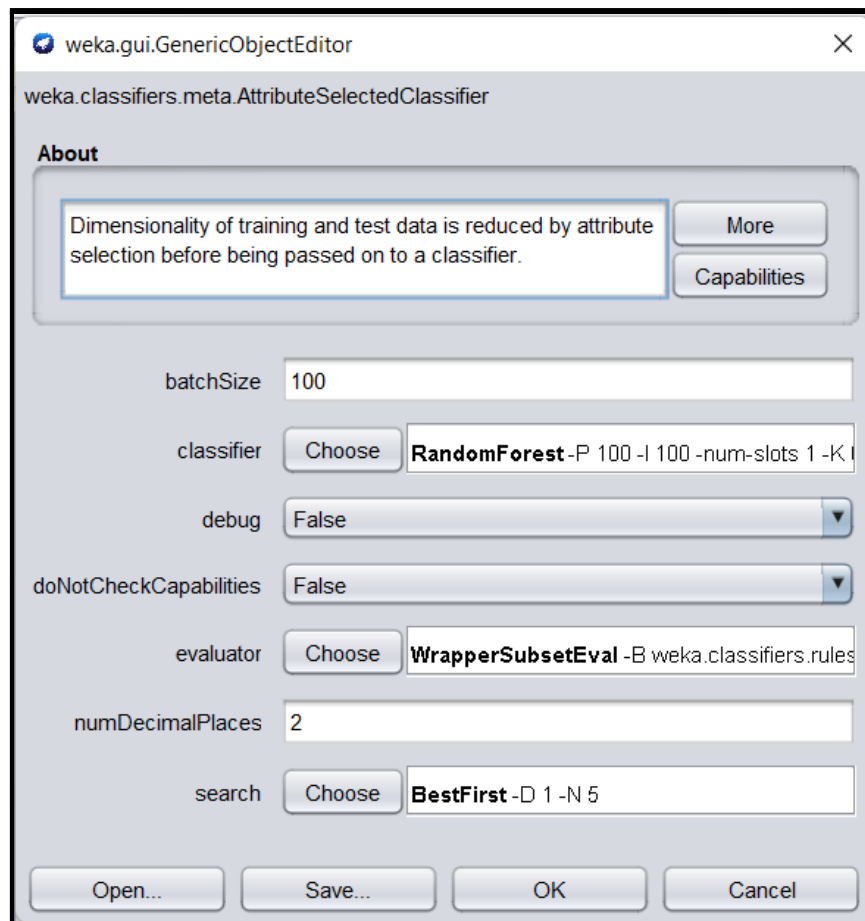 weka.gui.GenericObjectEditor
weka.classifiers.meta.AttributeSelectedClassifier
About
Dimensionality of training and test data is reduced by attribute
selection before being passed on to a classifier.
More
Capabilities
batchSize 100
classifier Choose RandomForest -P 100 -I 100 -num-slots 1 -K
debug False
doNotCheckCapabilities False
evaluator Choose WrapperSubsetEval -B weka.classifiers.rules
numDecimalPlaces 2
search Choose BestFirst -D 1 -N 5
Open... Save... OK Cancel